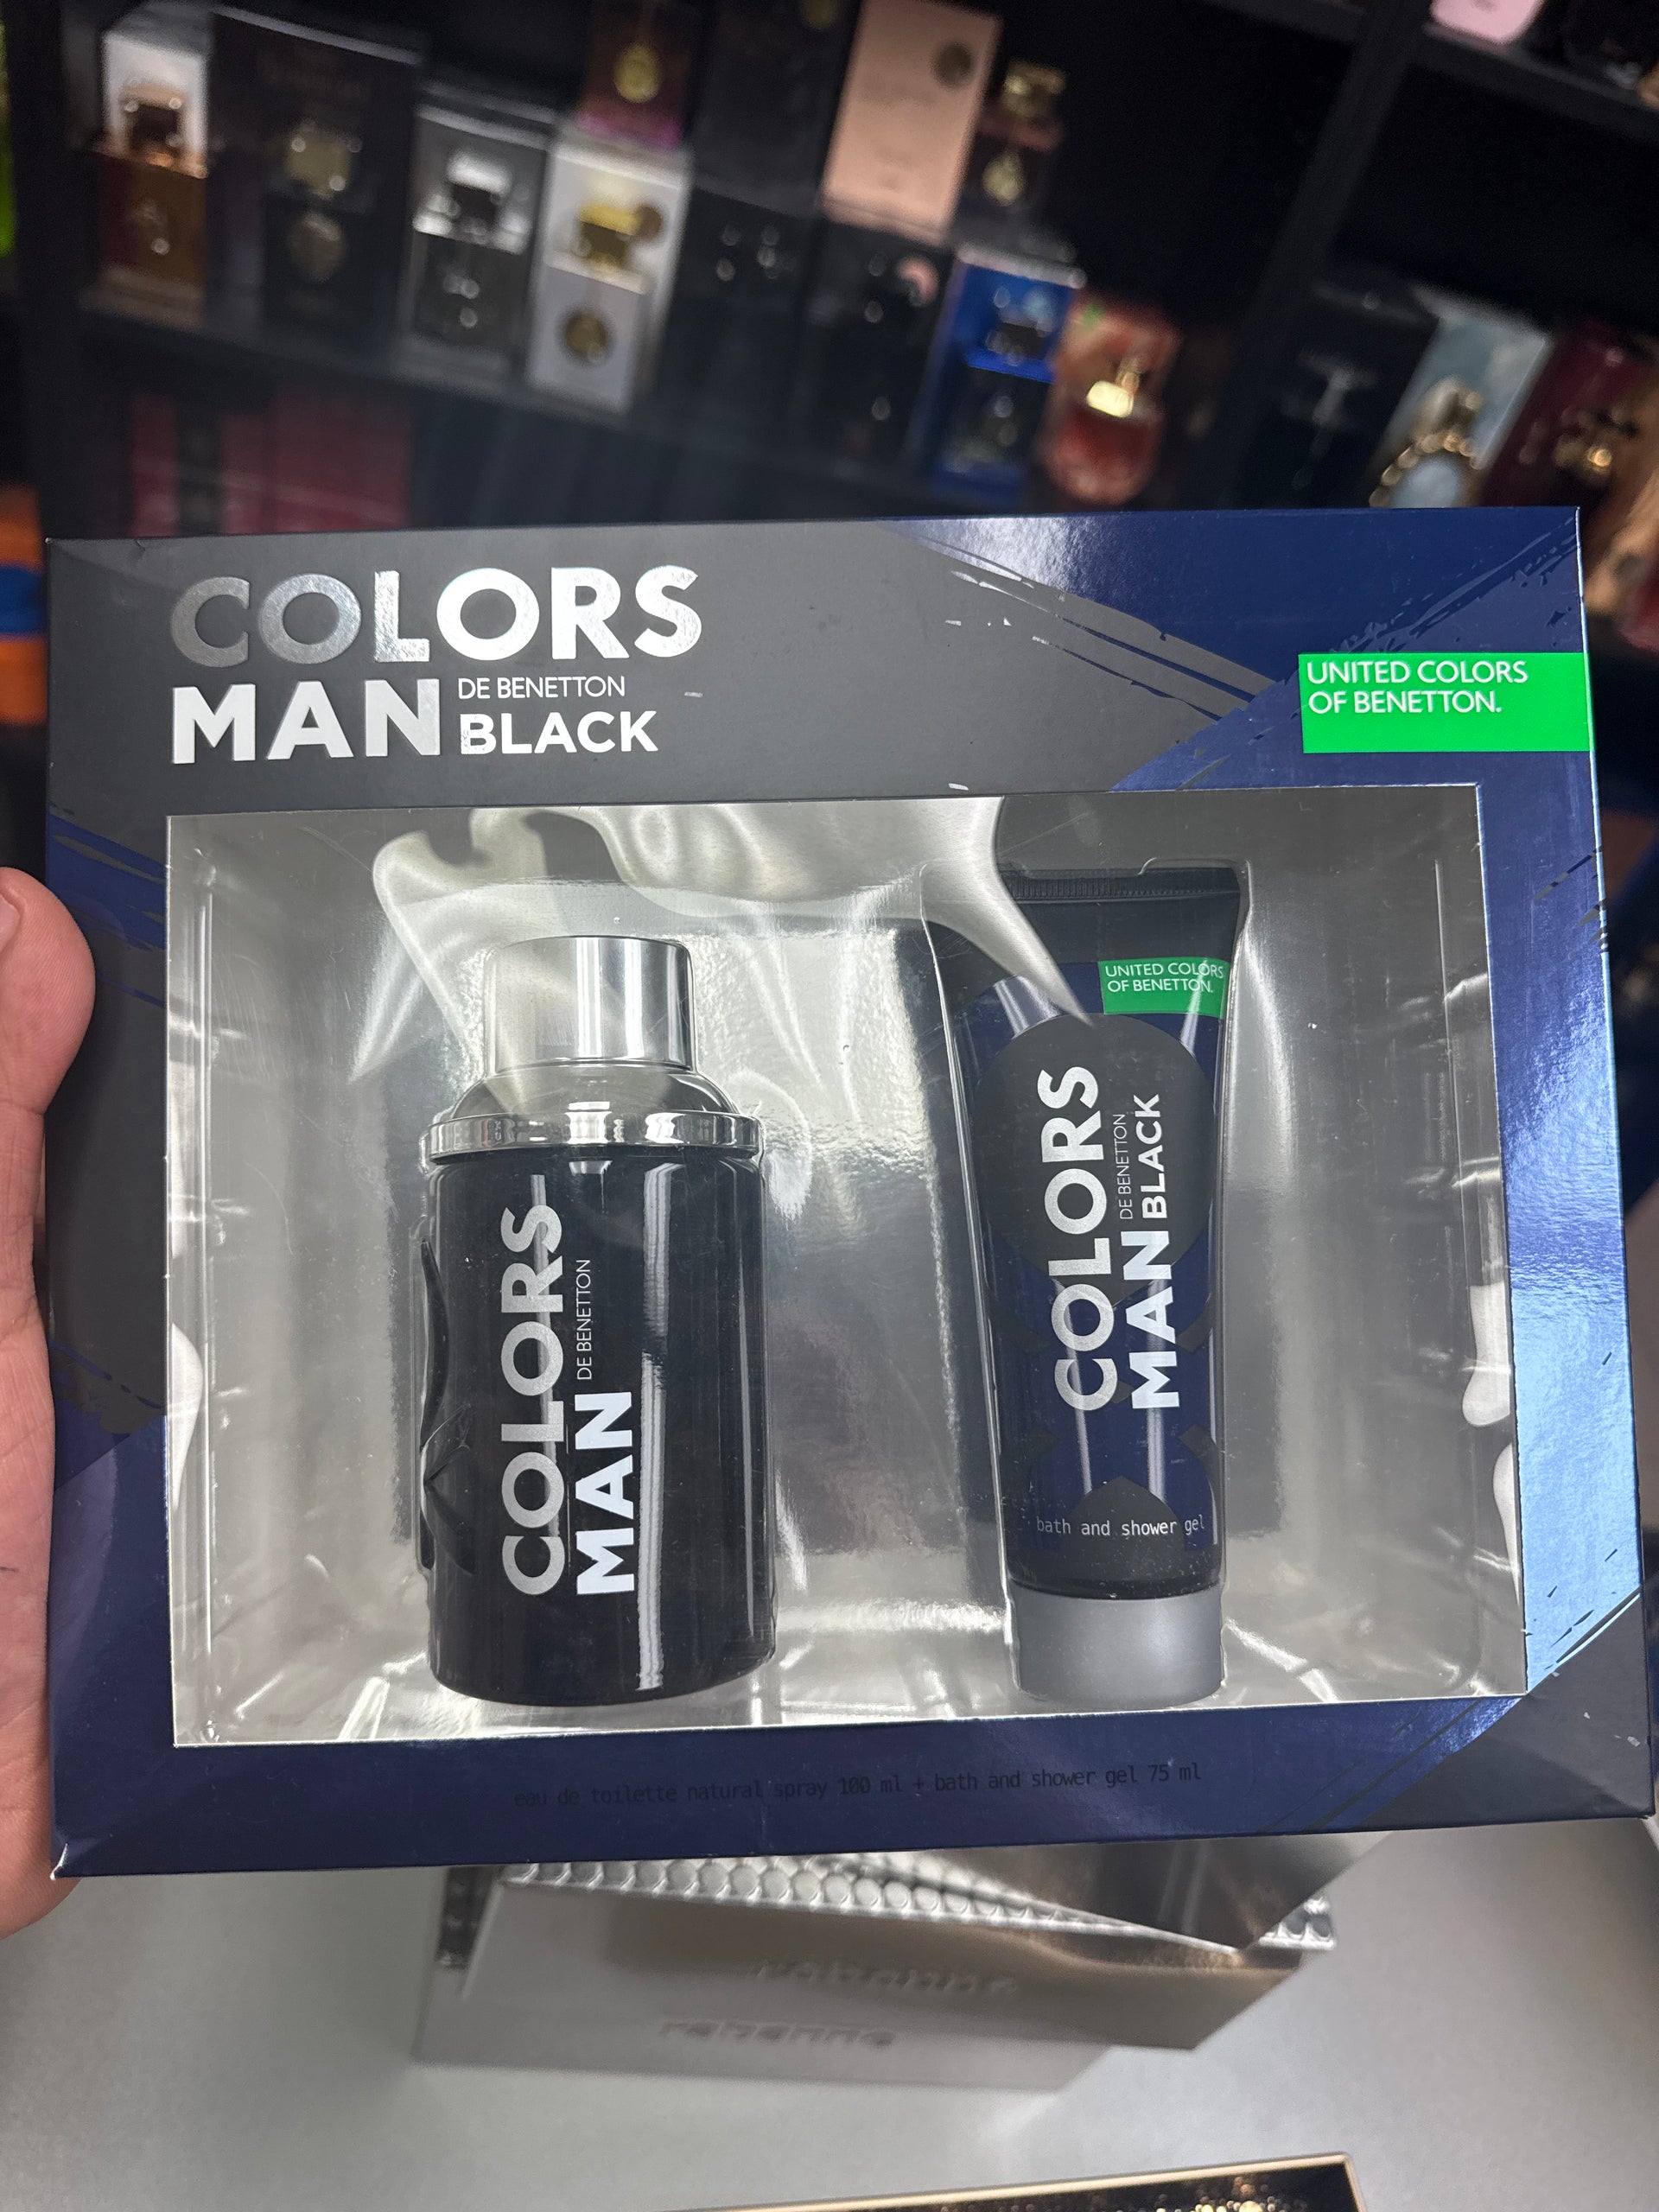 COLORS
MAN DE BENETTON
BLACK
UNITED COLORS
OF BENETTON.
COLORS
MAN DE BENETTON
UNITED COLORS
OF BENETTON.
COLORS
MAN DE BENETTON
BLACK
bath and shower gel
eau de toilette natural spray 100 ml + bath and shower gel 75 ml
rabanne
rabanne